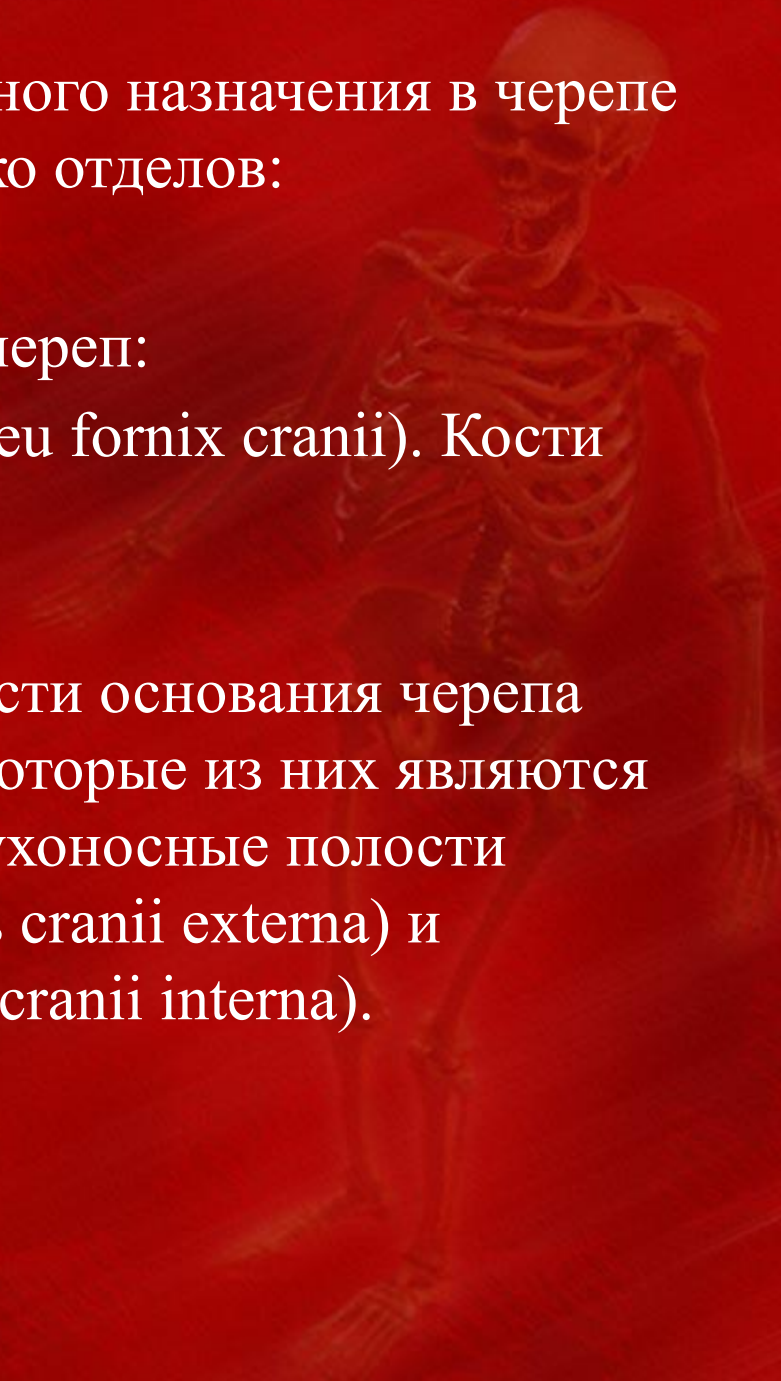 ного назначения в черепе
ко отделов:
череп:
eu fornix cranii). Кости
сти основания черепа
оторые из них являются
ухоносные полости
cranii externa) и
cranii interna).